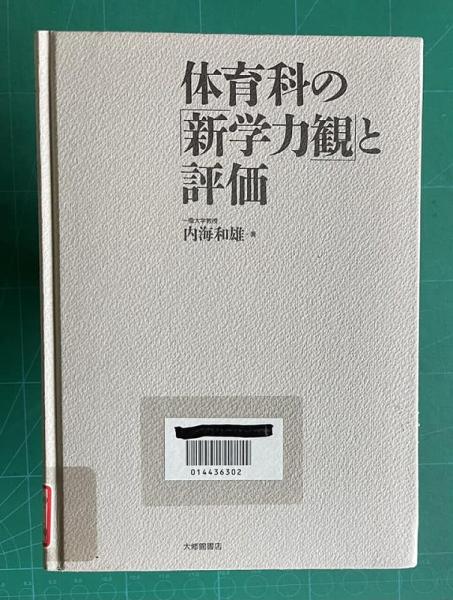 体育科の
「新学力観」と
評価
一橋大学教授
内海和雄・著
014436302
大修館書店